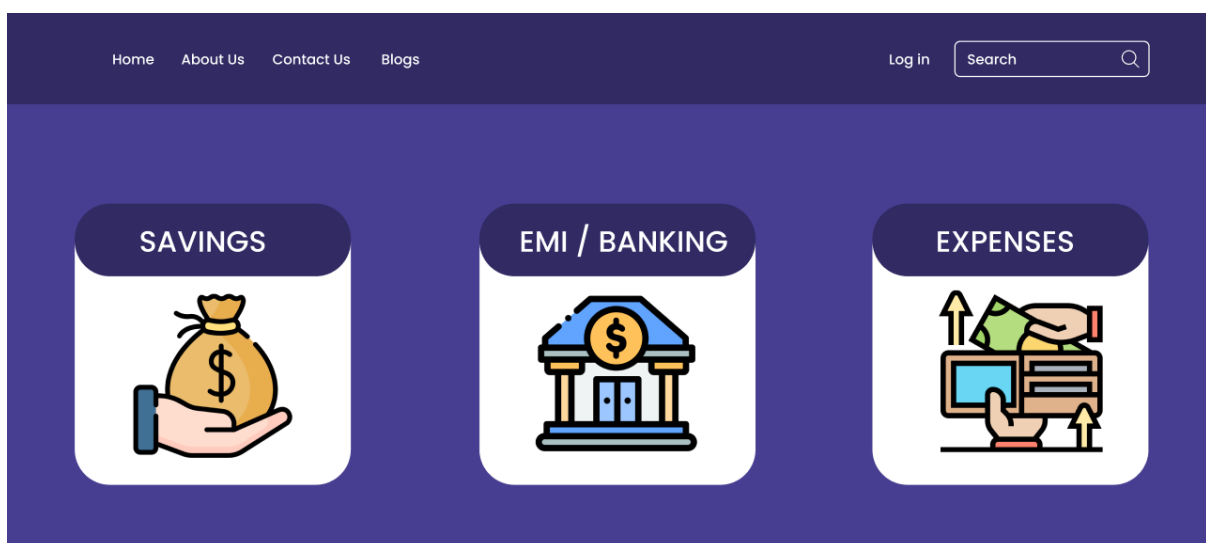 Home About Us Contact Us Blogs Log in Search
SAVINGS EMI / BANKING EXPENSES
$ $